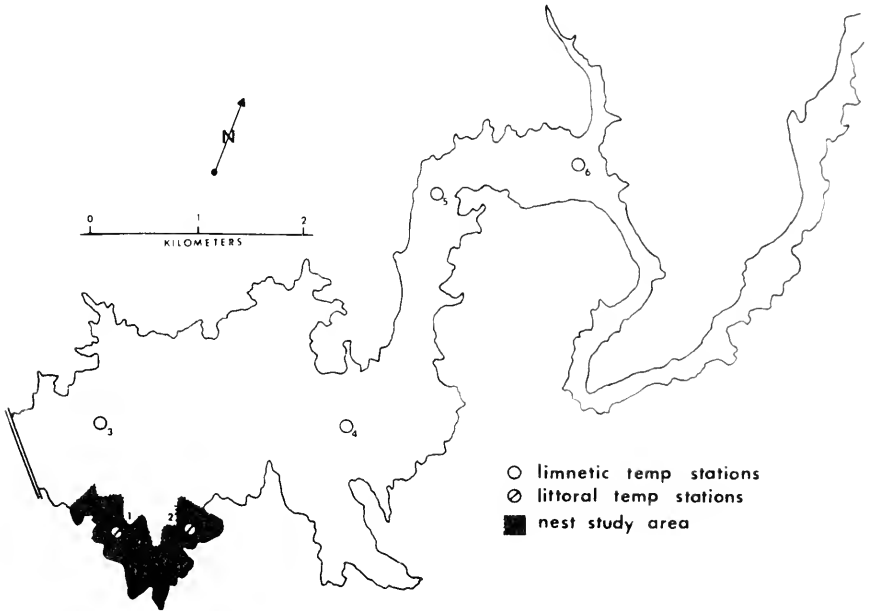 N
0 1 2
KILOMETERS
6
5
3
4
1 2
limnetic temp stations
littoral temp stations
nest study area